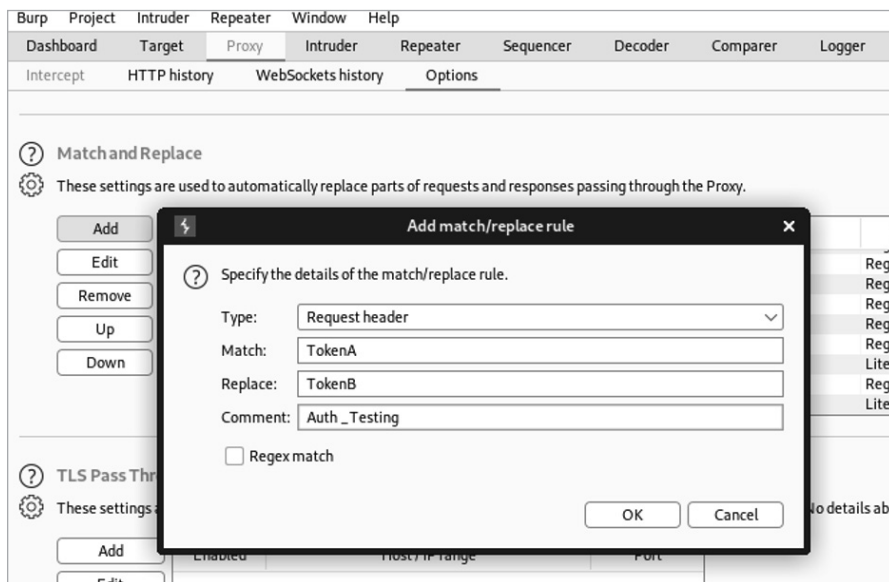 Burp Project Intruder Repeater Window Help
Dashboard Target Proxy Intruder Repeater Sequencer Decoder Comparer Logger
Intercept HTTP history WebSockets history Options
? Match and Replace
These settings are used to automatically replace parts of requests and responses passing through the Proxy.
Add
Edit
Remove
Up
Down
Add match/replace rule
? Specify the details of the match/replace rule.
Type: Request header
Match: TokenA
Replace: TokenB
Comment: Auth_Testing
Regex match
OK Cancel
Reg
Reg
Reg
Reg
Reg
Lite
Reg
Lite
? TLS Pass Thr
These settings
No details ab
Add
Enabled Host / IP range Port
Edit